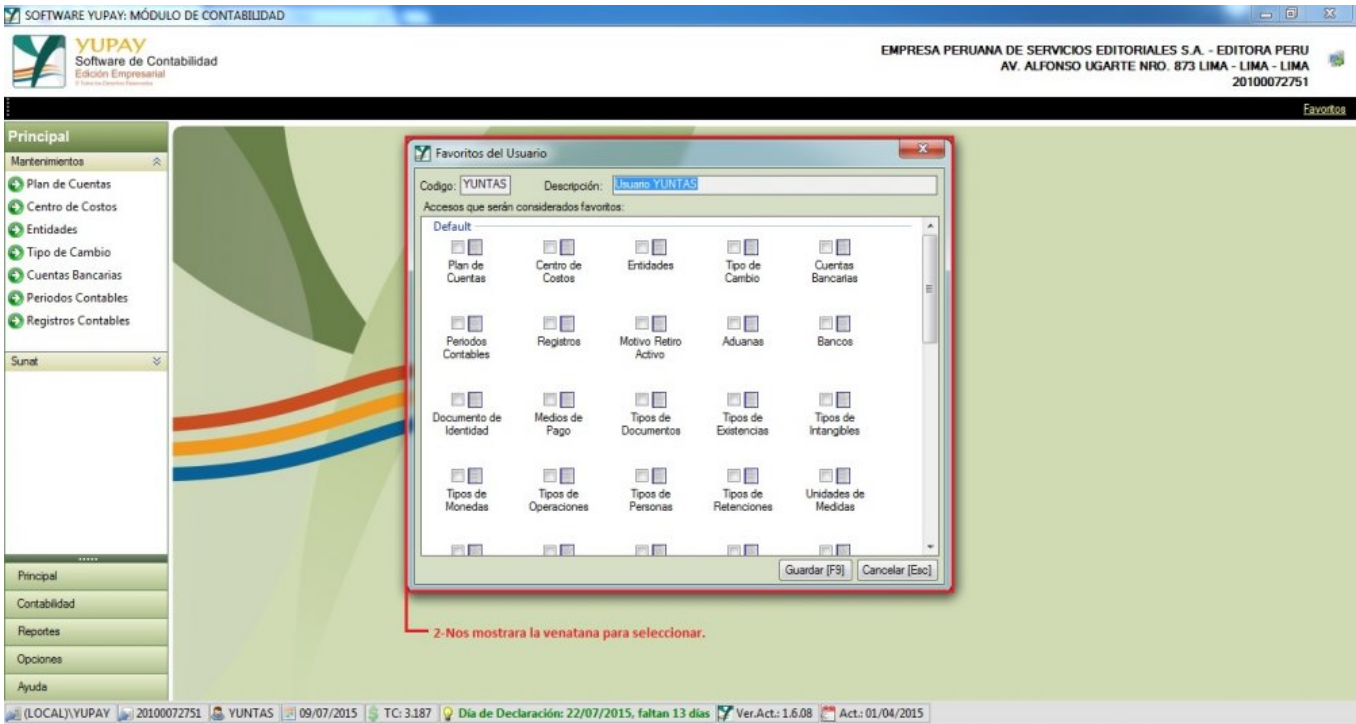 SOFTWARE YUPAY: MÓDULO DE CONTABILIDAD
YUPAY
Software de Contabilidad
Edición Empresarial
EMPRESA PERUANA DE SERVICIOS EDITORIALES S.A. - EDITORA PERU
AV. ALFONSO UGARTE NRO. 873 LIMA - LIMA - LIMA
20100072751
Favoritos
Principal
Mantenimientos
Plan de Cuentas
Centro de Costos
Entidades
Tipo de Cambio
Cuentas Bancarias
Periodos Contables
Registros Contables
Sunat
Principal
Contabilidad
Reportes
Opciones
Ayuda
Favoritos del Usuario
Codigo: YUNTAS Descripción: Usuario YUNTAS
Accesos que serán considerados favoritos:
Default
Plan de Cuentas
Centro de Costos
Entidades
Tipo de Cambio
Cuentas Bancarias
Periodos Contables
Registros
Motivo Retiro Activo
Aduanas
Bancos
Documento de Identidad
Medios de Pago
Tipos de Documentos
Tipos de Existencias
Tipos de Intangibles
Tipos de Monedas
Tipos de Operaciones
Tipos de Personas
Tipos de Retenciones
Unidades de Medidas
Guardar [F9] Cancelar [Esc]
2-Nos mostrara la venatana para seleccionar.
(LOCAL)\YUPAY 20100072751 YUNTAS 09/07/2015 TC: 3.187 Día de Declaración: 22/07/2015, faltan 13 días Ver.Act.: 1.6.08 Act.: 01/04/2015